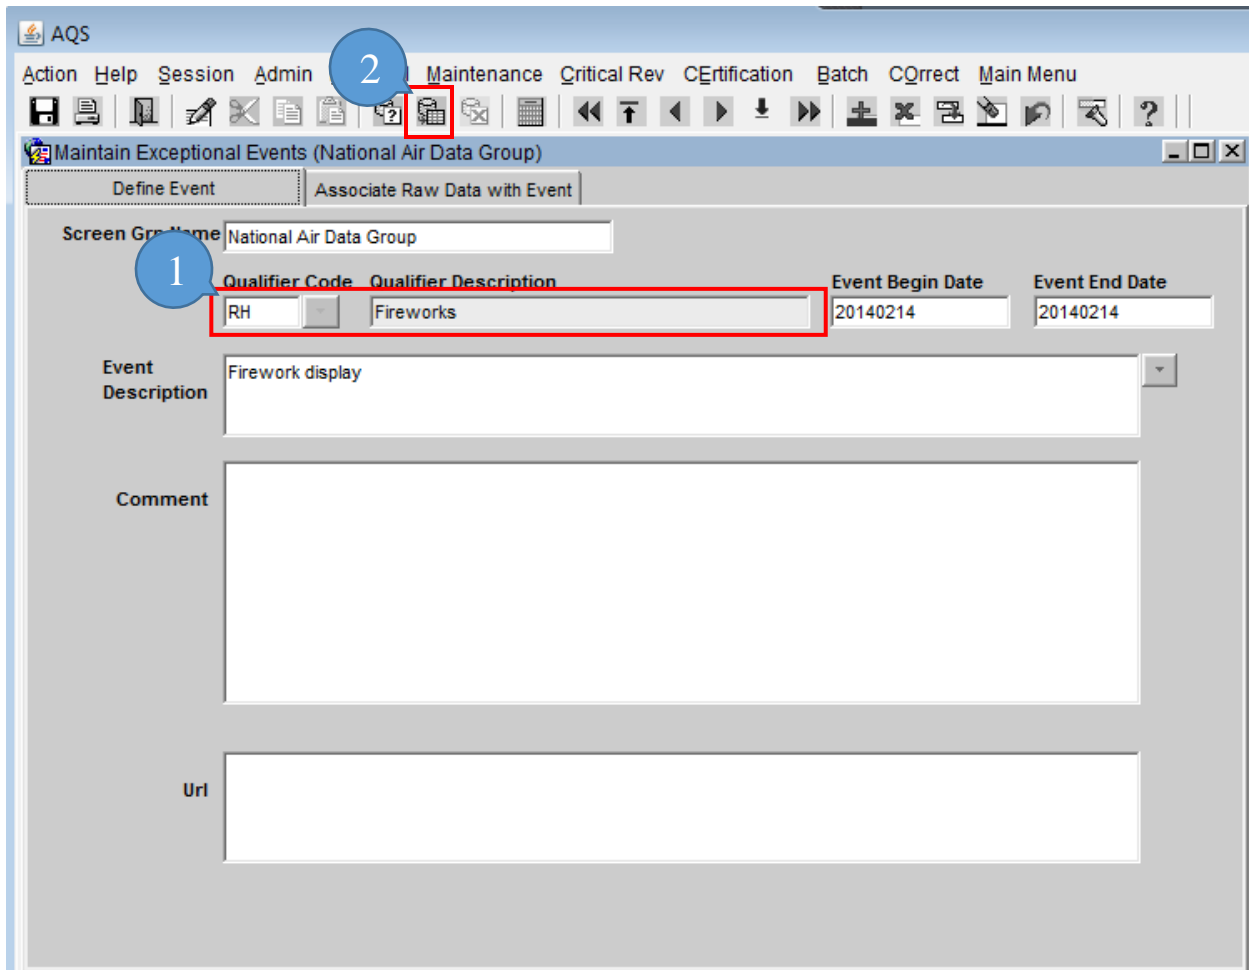 AQS
Action Help Session Admin 2 Maintenance Critical Rev CErtification Batch COrrect Main Menu
?
Maintain Exceptional Events (National Air Data Group)
Define Event Associate Raw Data with Event
Screen Grp Name National Air Data Group
1
Qualifier Code Qualifier Description Event Begin Date Event End Date
RH Fireworks 20140214 20140214
Event Description
Firework display
Comment
Url